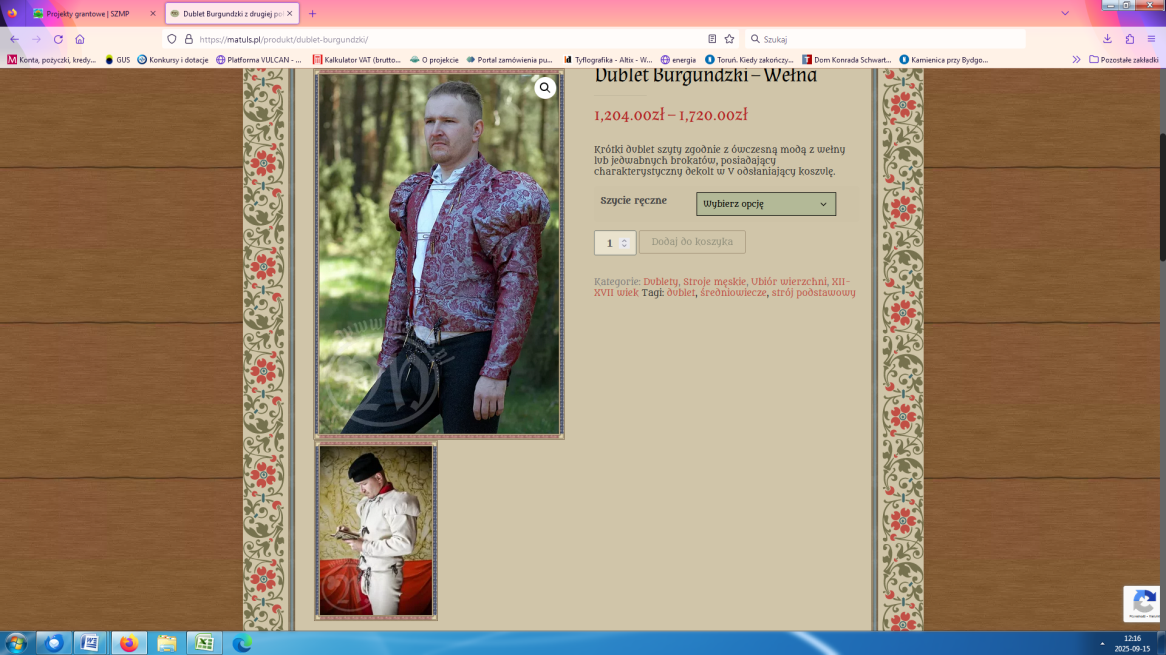 Projekty grantowe | SZMP
Dublet Burgundzki z drugiej po
https://matuls.pl/produkt/dublet-burgundzki/
Szukaj
Konta, pożyczki, kredy...
GUS
Konkursy i dotacje
Platforma VULCAN - ...
Kalkulator VAT (brutto...
O projekcie
Portal zamówienia pu...
Tyflografika - Altix - W...
energia
Toruń. Kiedy zakończy...
Dom Konrada Schwart...
Kamienica przy Bydgo...
Pozostałe zakładki
Dublet Burgundzki – Wełna
1,204.00zł – 1,720.00zł
Krótki dublet szyty zgodnie z ówczesną modą z wełny
lub jedwabnych brokatów, posiadający
charakterystyczny dekolt w V odsłaniający koszulę.
Szycie ręczne
Wybierz opcję
1
Dodaj do koszyka
Kategorie: Dublety, Stroje męskie, Ubiór wierzchni, XII-
XVII wiek Tagi: dublet, średniowiecze, strój podstawowy
12:16
2025-09-15